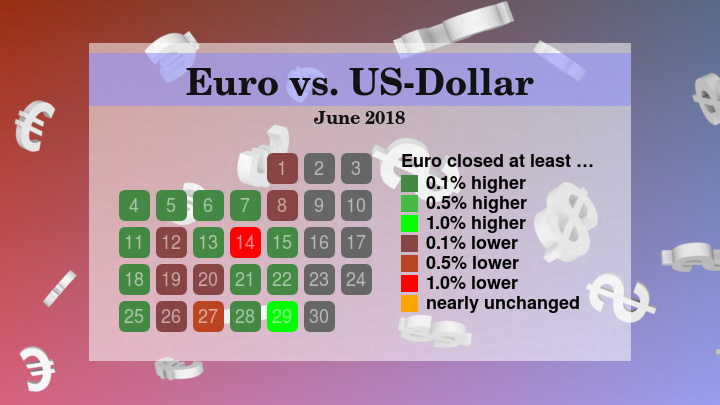 Euro vs. US-Dollar
June 2018
1 2 3
4 5 6 7 8 9 10
11 12 13 14 15 16 17
18 19 20 21 22 23 24
25 26 27 28 29 30
Euro closed at least …
0.1% higher
0.5% higher
1.0% higher
0.1% lower
0.5% lower
1.0% lower
nearly unchanged